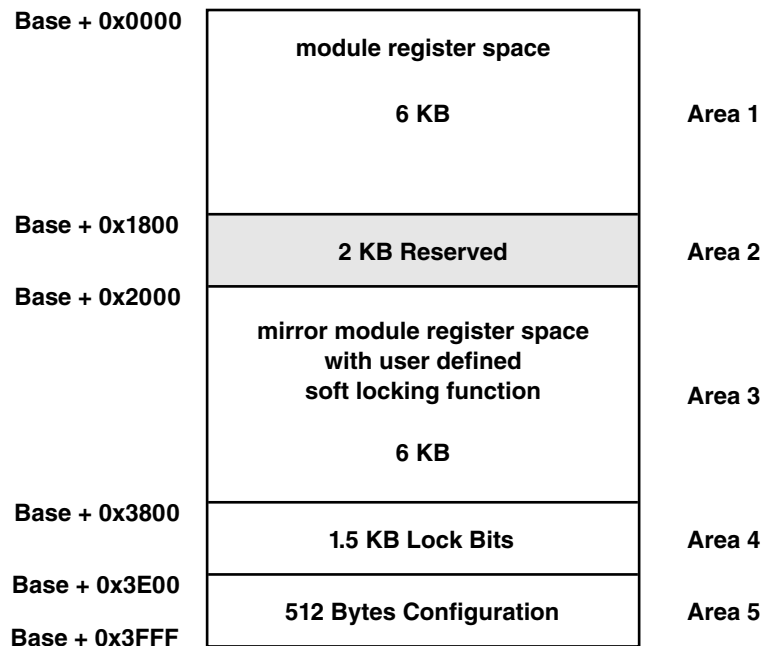 Base + 0x0000
module register space
6 KB
Area 1
Base + 0x1800
2 KB Reserved
Area 2
Base + 0x2000
mirror module register space
with user defined
soft locking function
6 KB
Area 3
Base + 0x3800
1.5 KB Lock Bits
Area 4
Base + 0x3E00
512 Bytes Configuration
Area 5
Base + 0x3FFF